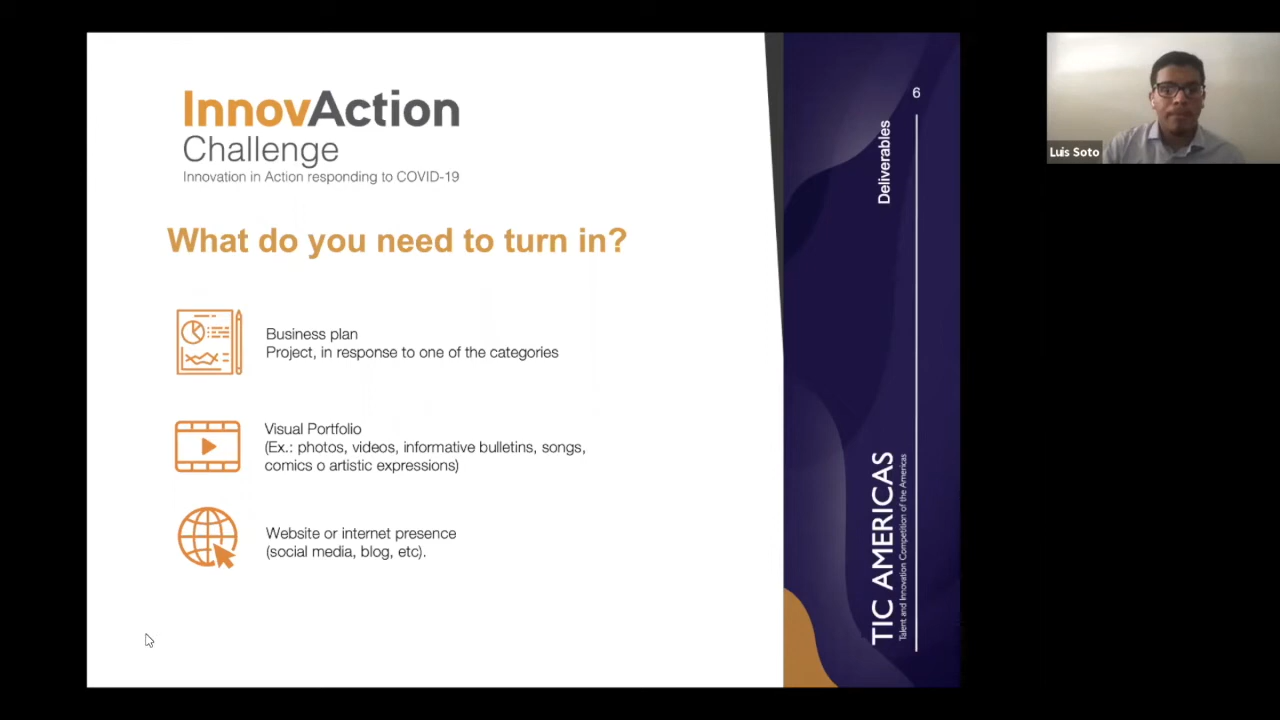 InnovAction
Challenge
Innovation in Action responding to COVID-19
What do you need to turn in?
Business plan
Project, in response to one of the categories
Visual Portfolio
(Ex.: photos, videos, informative bulletins, songs,
comics o artistic expressions)
Website or internet presence
(social media, blog, etc).
6
Deliverables
TIC AMERICAS
Talent and Innovation Competition of the Americas
Luis Soto